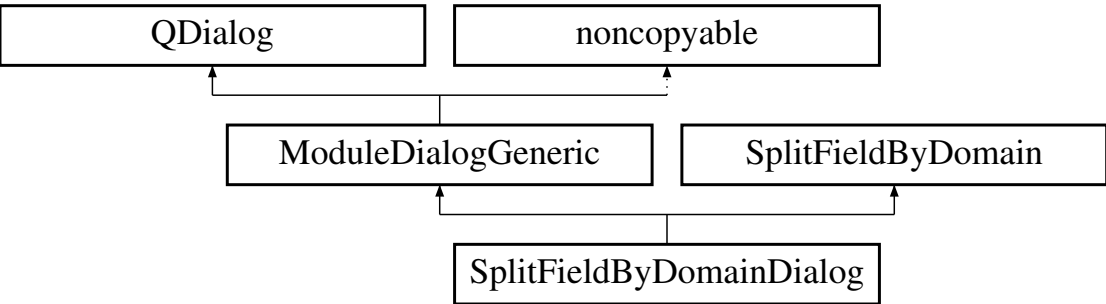 QDialog
noncopyable
ModuleDialogGeneric
SplitFieldByDomain
SplitFieldByDomainDialog